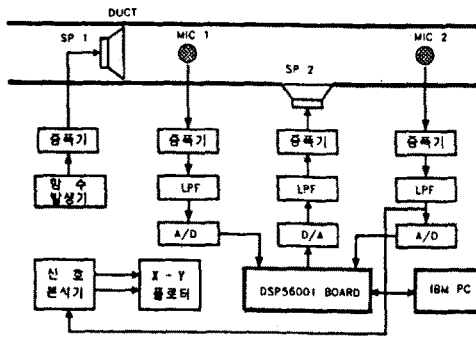 DUCT
SP 1
MIC 1
MIC 2
SP 2
증폭기
증폭기
증폭기
증폭기
함수
발생기
LPF
LPF
LPF
A/D
D/A
A/D
신호
분석기
X - Y
플로터
DSP56001 BOARD
IBM PC